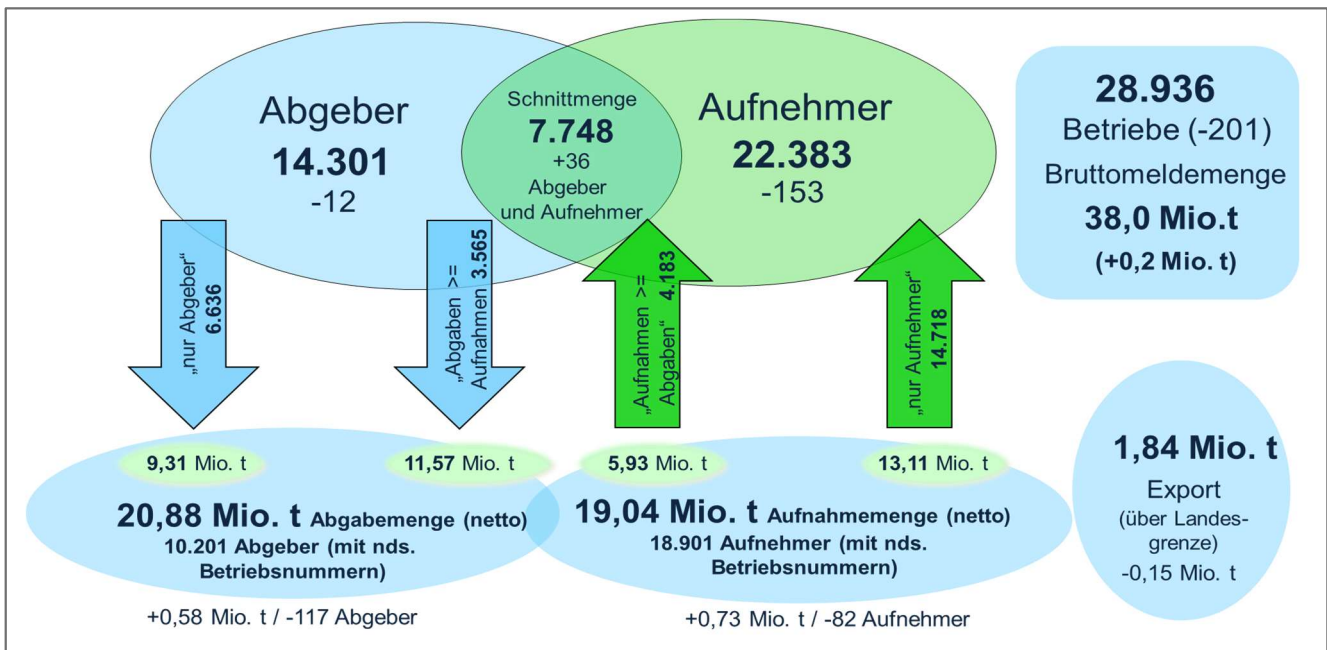 Abgeber
14.301
-12
Schnittmenge
7.748
+36
Abgeber
und Aufnehmer
Aufnehmer
22.383
-153
28.936
Betriebe (-201)
Bruttomeldemenge
38,0 Mio.t
(+0,2 Mio. t)
„nur Abgeber“
6.636
„Abgaben >=
Aufnahmen 3.565
„Aufnahmen >=
Abgaben“ 4.183
„nur Aufnehmer“
14.718
9,31 Mio. t
11,57 Mio. t
5,93 Mio. t
13,11 Mio. t
20,88 Mio. t Abgabemenge (netto)
10.201 Abgeber (mit nds.
Betriebsnummern)
19,04 Mio. t Aufnahmemenge (netto)
18.901 Aufnehmer (mit nds.
Betriebsnummern)
1,84 Mio. t
Export
(über Landes-
grenze)
-0,15 Mio. t
+0,58 Mio. t / -117 Abgeber
+0,73 Mio. t / -82 Aufnehmer